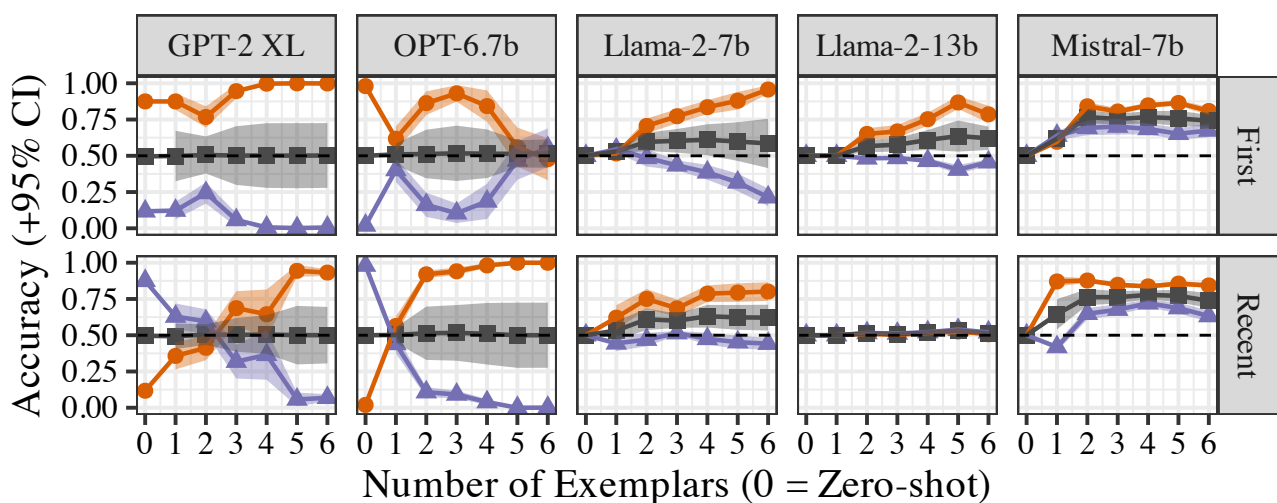 GPT-2 XL OPT-6.7b Llama-2-7b Llama-2-13b Mistral-7b
Accuracy (+95% CI)
1.00
0.75
0.50
0.25
0.00
First
1.00
0.75
0.50
0.25
0.00
Recent
0 1 2 3 4 5 6 0 1 2 3 4 5 6 0 1 2 3 4 5 6 0 1 2 3 4 5 6 0 1 2 3 4 5 6
Number of Exemplars (0 = Zero-shot)